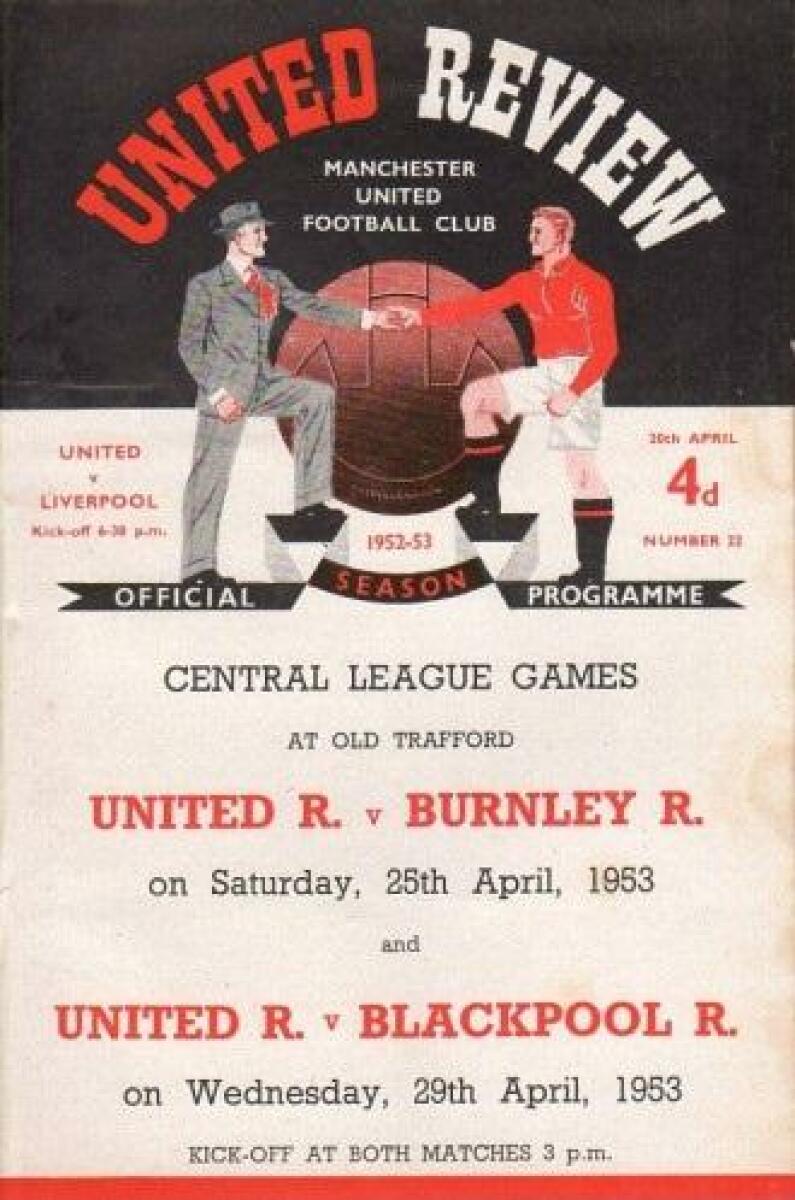 UNITED REVIEW
MANCHESTER
UNITED
FOOTBALL CLUB
UNITED
v
LIVERPOOL
Kick-off 6-30 p.m.
20th APRIL
4d
NUMBER 22
1952-53
SEASON
OFFICIAL
PROGRAMME
CENTRAL LEAGUE GAMES
AT OLD TRAFFORD
UNITED R. v BURNLEY R.
on Saturday, 25th April, 1953
and
UNITED R. v BLACKPOOL R.
on Wednesday, 29th April, 1953
KICK-OFF AT BOTH MATCHES 3 p.m.